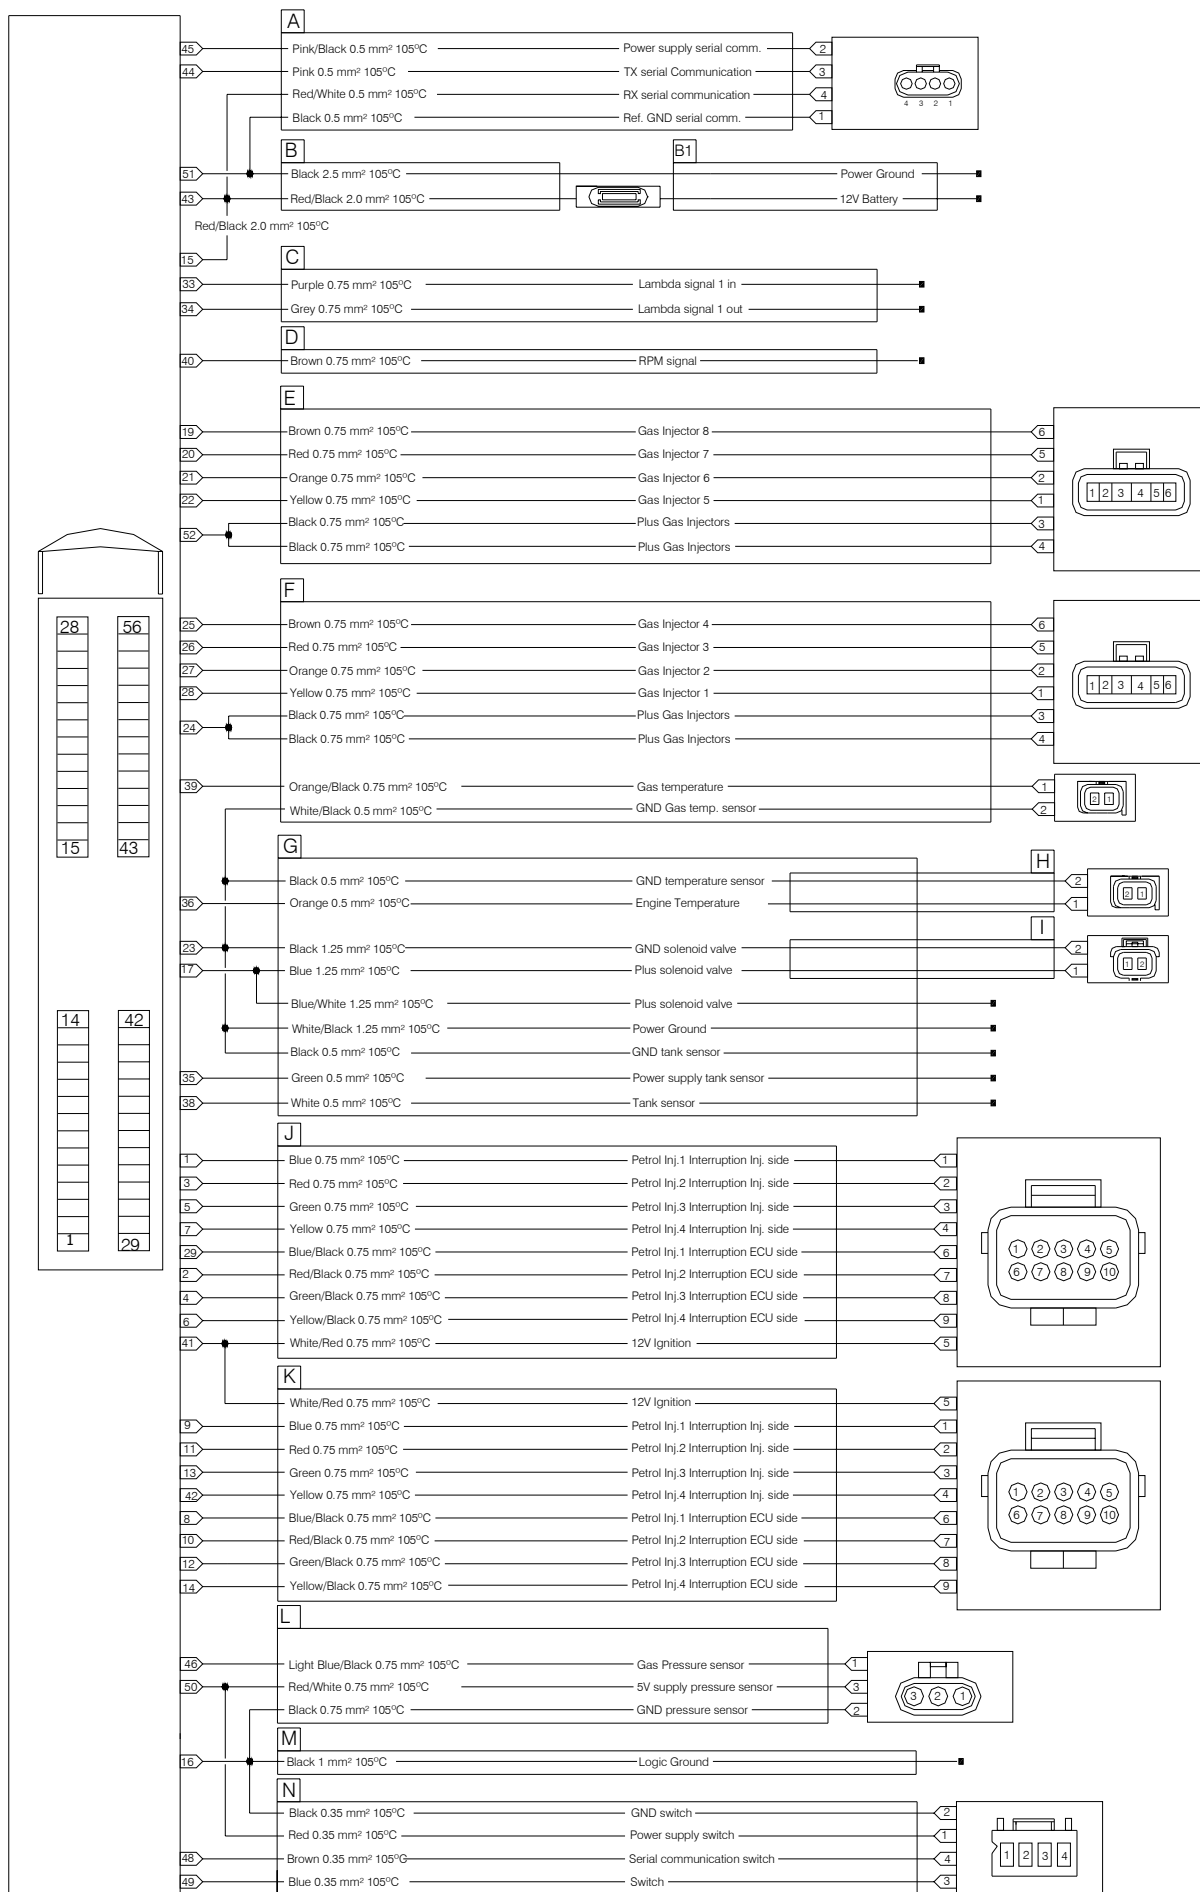 A
45 Pink/Black 0.5 mm² 105ºC Power supply serial comm. 2
44 Pink 0.5 mm² 105ºC TX serial Communication 3
Red/White 0.5 mm² 105ºC RX serial communication 4
4 3 2 1
Black 0.5 mm² 105ºC Ref. GND serial comm. 1
B B1
51 Black 2.5 mm² 105ºC Power Ground
43 Red/Black 2.0 mm² 105ºC 12V Battery
Red/Black 2.0 mm² 105ºC
15
C
33 Purple 0.75 mm² 105ºC Lambda signal 1 in
34 Grey 0.75 mm² 105ºC Lambda signal 1 out
D
40 Brown 0.75 mm² 105ºC RPM signal
E
19 Brown 0.75 mm² 105ºC Gas Injector 8 6
20 Red 0.75 mm² 105ºC Gas Injector 7 5
21 Orange 0.75 mm² 105ºC Gas Injector 6 2
1 2 3 4 5 6
22 Yellow 0.75 mm² 105ºC Gas Injector 5 1
Black 0.75 mm² 105ºC Plus Gas Injectors 3
52
Black 0.75 mm² 105ºC Plus Gas Injectors 4
F
28 56
25 Brown 0.75 mm² 105ºC Gas Injector 4 6
26 Red 0.75 mm² 105ºC Gas Injector 3 5
27 Orange 0.75 mm² 105ºC Gas Injector 2 2
1 2 3 4 5 6
28 Yellow 0.75 mm² 105ºC Gas Injector 1 1
Black 0.75 mm² 105ºC Plus Gas Injectors 3
24
Black 0.75 mm² 105ºC Plus Gas Injectors 4
39 Orange/Black 0.75 mm² 105ºC Gas temperature 1
2 1
White/Black 0.5 mm² 105ºC GND Gas temp. sensor 2
15 43
G H
Black 0.5 mm² 105ºC GND temperature sensor 2
2 1
36 Orange 0.5 mm² 105ºC Engine Temperature 1
I
23 Black 1.25 mm² 105ºC GND solenoid valve 2
1 2
17 Blue 1.25 mm² 105ºC Plus solenoid valve 1
Blue/White 1.25 mm² 105ºC Plus solenoid valve
14 42
White/Black 1.25 mm² 105ºC Power Ground
Black 0.5 mm² 105ºC GND tank sensor
35 Green 0.5 mm² 105ºC Power supply tank sensor
38 White 0.5 mm² 105ºC Tank sensor
J
1 Blue 0.75 mm² 105ºC Petrol Inj.1 Interruption Inj. side 1
3 Red 0.75 mm² 105ºC Petrol Inj.2 Interruption Inj. side 2
5 Green 0.75 mm² 105ºC Petrol Inj.3 Interruption Inj. side 3
7 Yellow 0.75 mm² 105ºC Petrol Inj.4 Interruption Inj. side 4
1 29
1 2 3 4 5
29 Blue/Black 0.75 mm² 105ºC Petrol Inj.1 Interruption ECU side 6
6 7 8 9 10
2 Red/Black 0.75 mm² 105ºC Petrol Inj.2 Interruption ECU side 7
4 Green/Black 0.75 mm² 105ºC Petrol Inj.3 Interruption ECU side 8
6 Yellow/Black 0.75 mm² 105ºC Petrol Inj.4 Interruption ECU side 9
41 White/Red 0.75 mm² 105ºC 12V Ignition 5
K
White/Red 0.75 mm² 105ºC 12V Ignition 5
9 Blue 0.75 mm² 105ºC Petrol Inj.1 Interruption Inj. side 1
11 Red 0.75 mm² 105ºC Petrol Inj.2 Interruption Inj. side 2
13 Green 0.75 mm² 105ºC Petrol Inj.3 Interruption Inj. side 3
1 2 3 4 5
42 Yellow 0.75 mm² 105ºC Petrol Inj.4 Interruption Inj. side 4
6 7 8 9 10
8 Blue/Black 0.75 mm² 105ºC Petrol Inj.1 Interruption ECU side 6
10 Red/Black 0.75 mm² 105ºC Petrol Inj.2 Interruption ECU side 7
12 Green/Black 0.75 mm² 105ºC Petrol Inj.3 Interruption ECU side 8
14 Yellow/Black 0.75 mm² 105ºC Petrol Inj.4 Interruption ECU side 9
L
46 Light Blue/Black 0.75 mm² 105ºC Gas Pressure sensor 1
50 Red/White 0.75 mm² 105ºC 5V supply pressure sensor 3
3 2 1
Black 0.75 mm² 105ºC GND pressure sensor 2
M
16 Black 1 mm² 105ºC Logic Ground
N
Black 0.35 mm² 105ºC GND switch 2
Red 0.35 mm² 105ºC Power supply switch 1
1 2 3 4
48 Brown 0.35 mm² 105ºC Serial communication switch 4
49 Blue 0.35 mm² 105ºC Switch 3